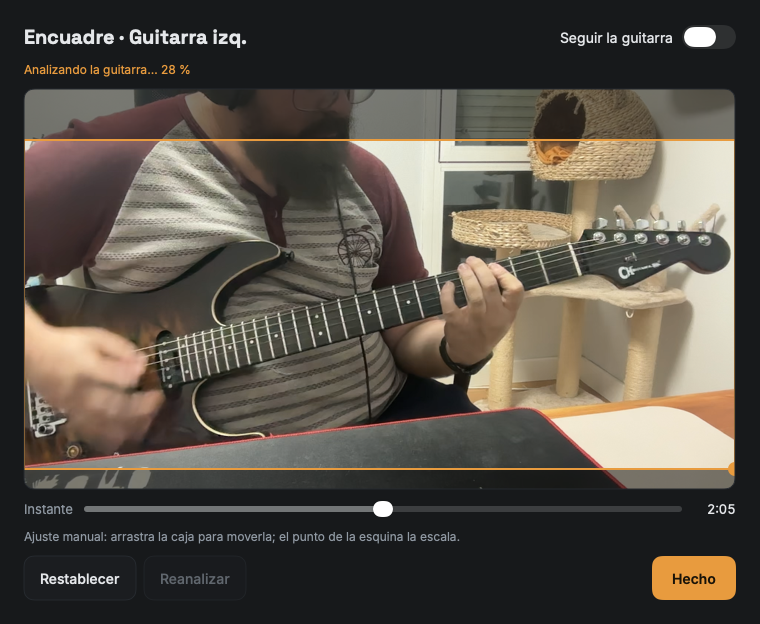 Encuadre · Guitarra izq.
Seguir la guitarra
Analizando la guitarra... 28 %
Instante
2:05
Ajuste manual: arrastra la caja para moverla; el punto de la esquina la escala.
Restablecer
Reanalizar
Hecho